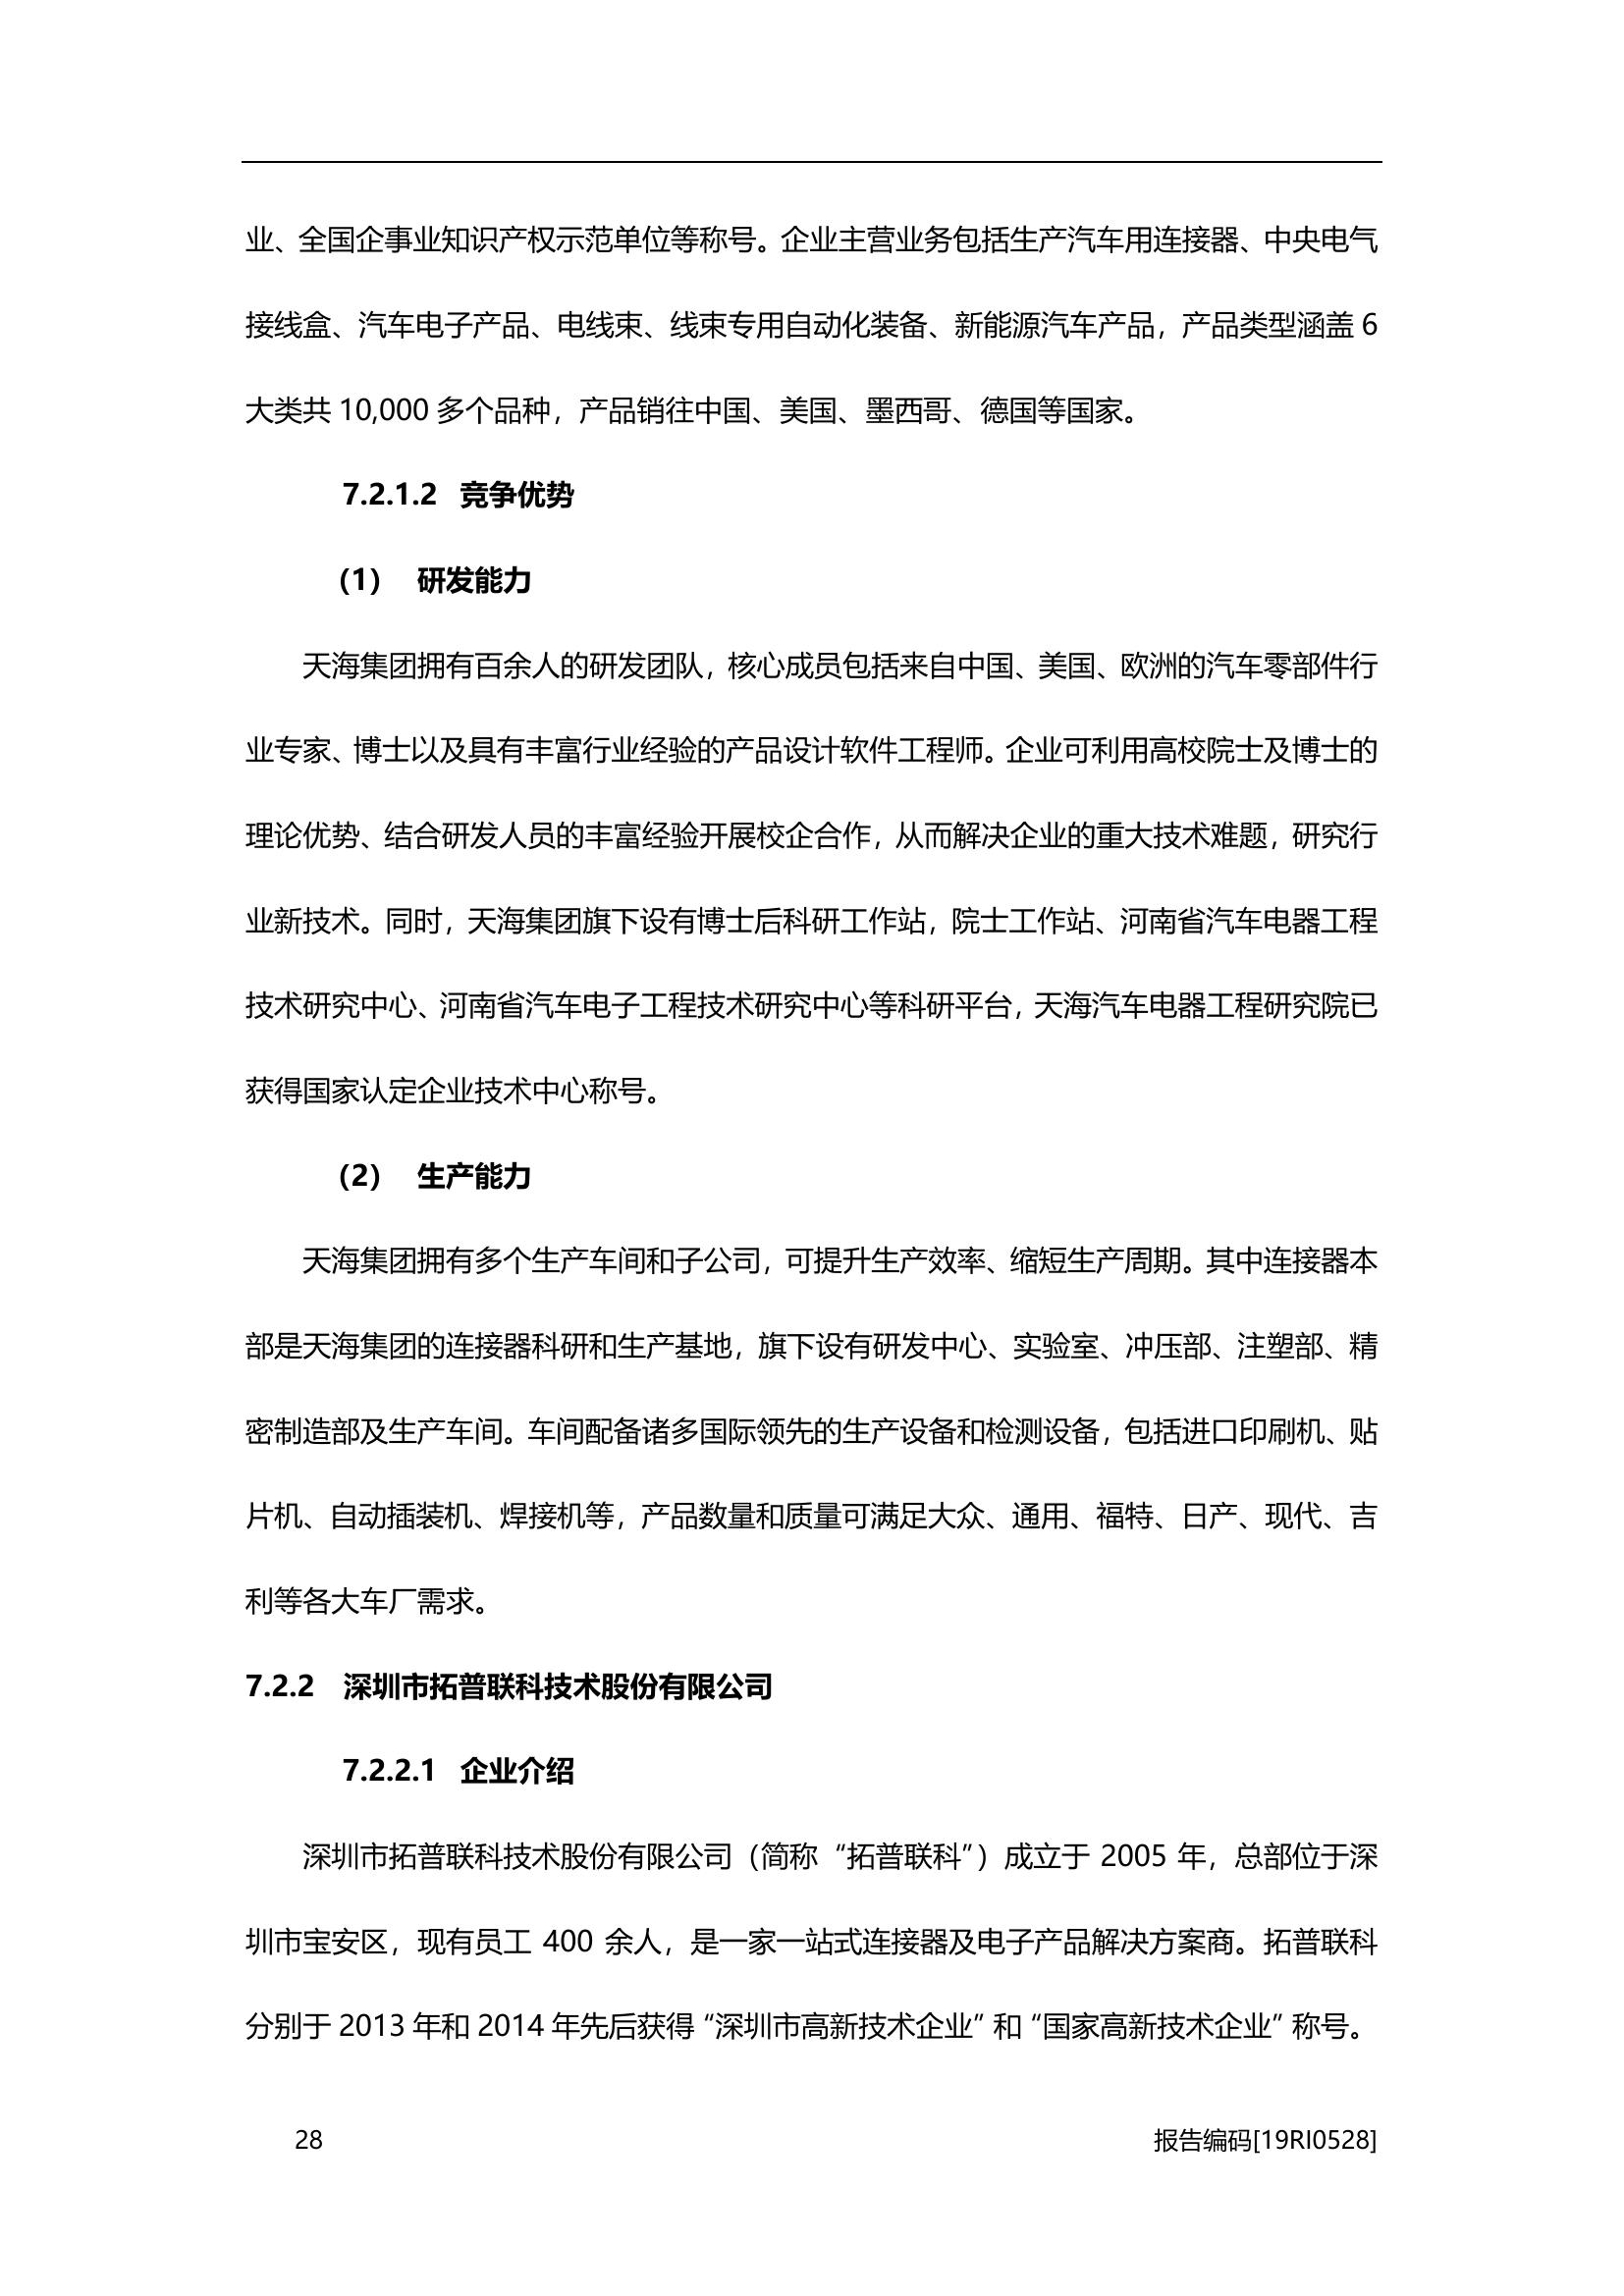 业、全国企事业知识产权示范单位等称号。企业主营业务包括生产汽车用连接器、中央电气
接线盒、汽车电子产品、电线束、线束专用自动化装备、新能源汽车产品，产品类型涵盖 6
大类共 10,000 多个品种，产品销往中国、美国、墨西哥、德国等国家。
7.2.1.2 竞争优势
（1） 研发能力
天海集团拥有百余人的研发团队，核心成员包括来自中国、美国、欧洲的汽车零部件行
业专家、博士以及具有丰富行业经验的产品设计软件工程师。企业可利用高校院士及博士的
理论优势、结合研发人员的丰富经验开展校企合作，从而解决企业的重大技术难题，研究行
业新技术。同时，天海集团旗下设有博士后科研工作站，院士工作站、河南省汽车电器工程
技术研究中心、河南省汽车电子工程技术研究中心等科研平台，天海汽车电器工程研究院已
获得国家认定企业技术中心称号。
（2） 生产能力
天海集团拥有多个生产车间和子公司，可提升生产效率、缩短生产周期。其中连接器本
部是天海集团的连接器科研和生产基地，旗下设有研发中心、实验室、冲压部、注塑部、精
密制造部及生产车间。车间配备诸多国际领先的生产设备和检测设备，包括进口印刷机、贴
片机、自动插装机、焊接机等，产品数量和质量可满足大众、通用、福特、日产、现代、吉
利等各大车厂需求。
7.2.2 深圳市拓普联科技术股份有限公司
7.2.2.1 企业介绍
深圳市拓普联科技术股份有限公司（简称“拓普联科”）成立于 2005 年，总部位于深
圳市宝安区，现有员工 400 余人，是一家一站式连接器及电子产品解决方案商。拓普联科
分别于 2013 年和 2014 年先后获得“深圳市高新技术企业”和“国家高新技术企业”称号。
28 报告编码[19RI0528]